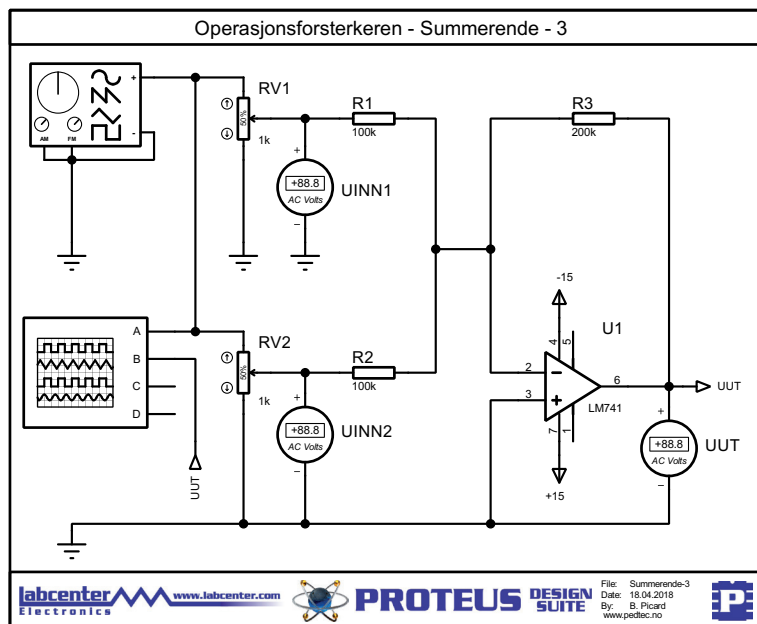 Operasjonsforsterkeren - Summerende - 3
+
-
AM
FM
RV1
50%
1k
+
+88.8
AC Volts
−
UINN1
R1
100k
R3
200k
A
B
C
D
UUT
RV2
50%
1k
+
+88.8
AC Volts
−
UINN2
R2
100k
-15
4
5
U1
2
3
6
LM741
7
1
+15
UUT
+
+88.8
AC Volts
−
UUT
labcenter
Electronics
www.labcenter.com
PROTEUS DESIGN SUITE
File: Summerende-3
Date: 18.04.2018
By: B. Picard
www.pedtec.no
P